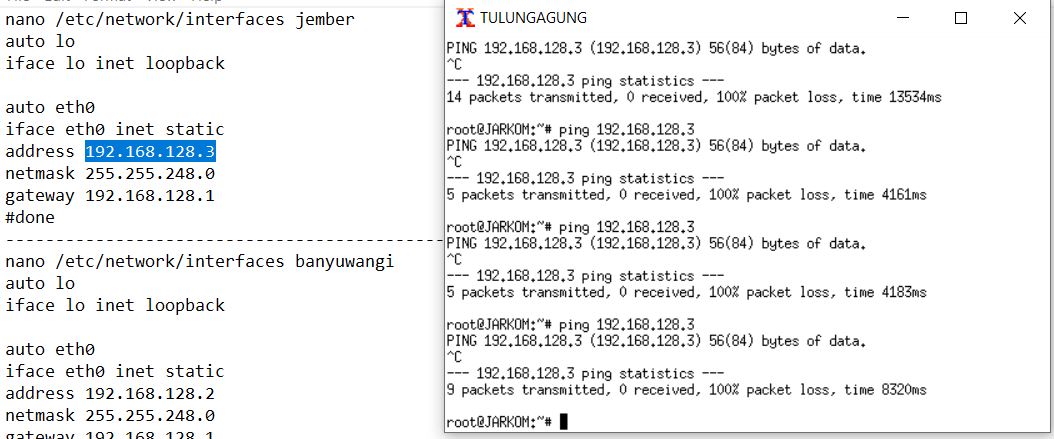 nano /etc/network/interfaces jember
auto lo
iface lo inet loopback
auto eth0
iface eth0 inet static
address 192.168.128.3
netmask 255.255.248.0
gateway 192.168.128.1
#done
--------------------------------------------
nano /etc/network/interfaces banyuwangi
auto lo
iface lo inet loopback
auto eth0
iface eth0 inet static
address 192.168.128.2
netmask 255.255.248.0
gateway 192.168.128.1
TULUNGAGUNG
PING 192.168.128.3 (192.168.128.3) 56(84) bytes of data.
^C
--- 192.168.128.3 ping statistics ---
14 packets transmitted, 0 received, 100% packet loss, time 13534ms
root@JARKOM:~# ping 192.168.128.3
PING 192.168.128.3 (192.168.128.3) 56(84) bytes of data.
^C
--- 192.168.128.3 ping statistics ---
5 packets transmitted, 0 received, 100% packet loss, time 4161ms
root@JARKOM:~# ping 192.168.128.3
PING 192.168.128.3 (192.168.128.3) 56(84) bytes of data.
^C
--- 192.168.128.3 ping statistics ---
5 packets transmitted, 0 received, 100% packet loss, time 4183ms
root@JARKOM:~# ping 192.168.128.3
PING 192.168.128.3 (192.168.128.3) 56(84) bytes of data.
^C
--- 192.168.128.3 ping statistics ---
9 packets transmitted, 0 received, 100% packet loss, time 8320ms
root@JARKOM:~#